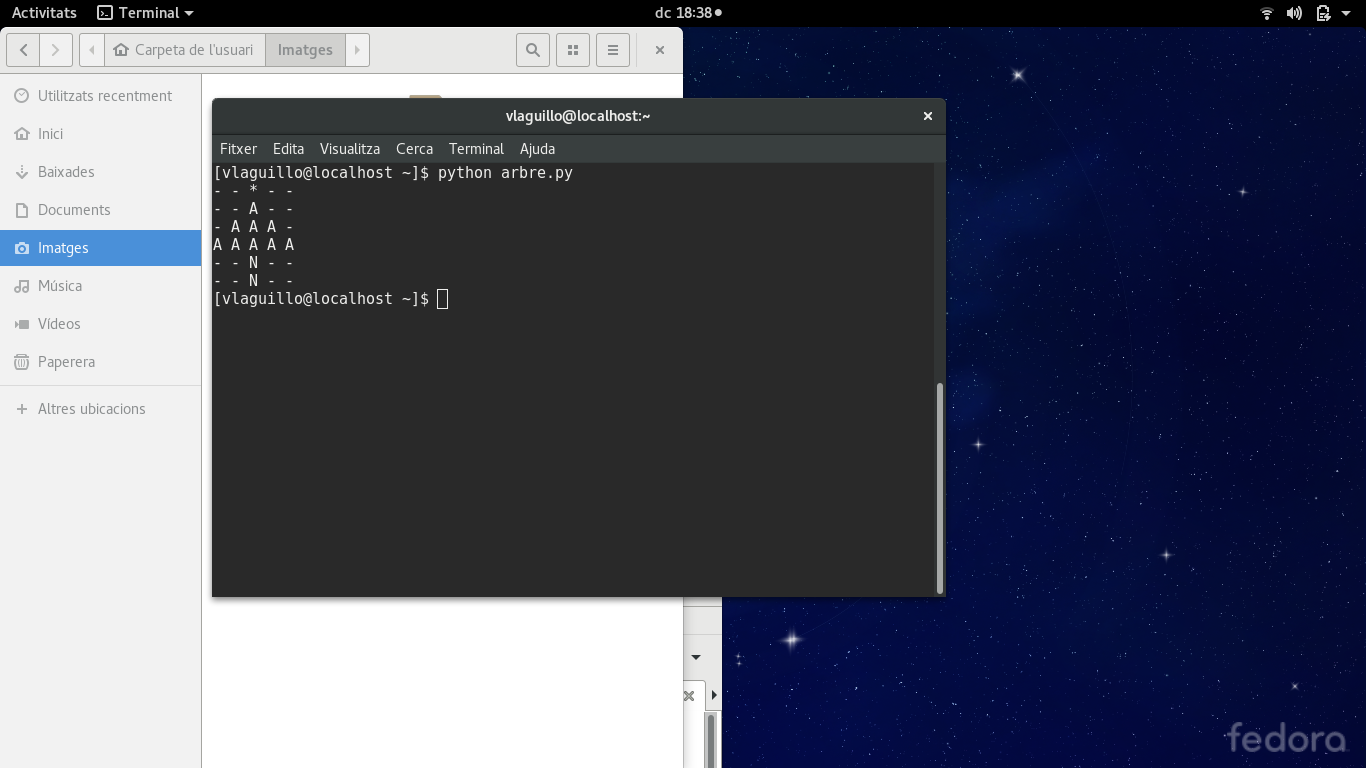 Activitats Terminal dc 18:38
Carpeta de l'usuari Imatges
Utilitzats recentment
Inici
Baixades
Documents
Imatges
Música
Vídeos
Paperera
Altres ubicacions
vlaguillo@localhost:~
Fitxer Edita Visualitza Cerca Terminal Ajuda
[vlaguillo@localhost ~]$ python arbre.py
- - * - -
- - A - -
- A A A -
A A A A A
- - N - -
- - N - -
[vlaguillo@localhost ~]$
fedora